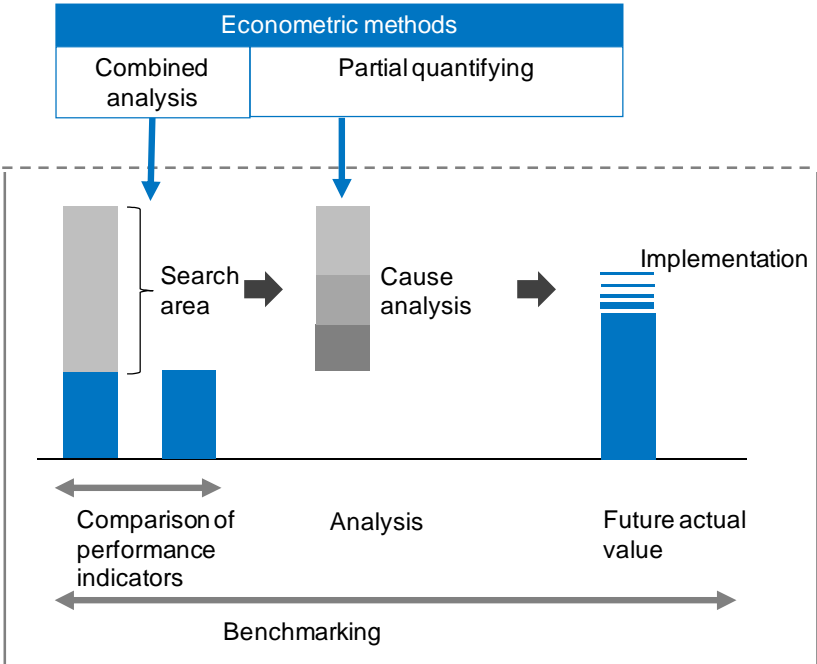 Econometric methods
Combined
analysis
Partial quantifying
Search
area
Cause
analysis
Implementation
Comparison of
performance
indicators
Analysis
Future actual
value
Benchmarking